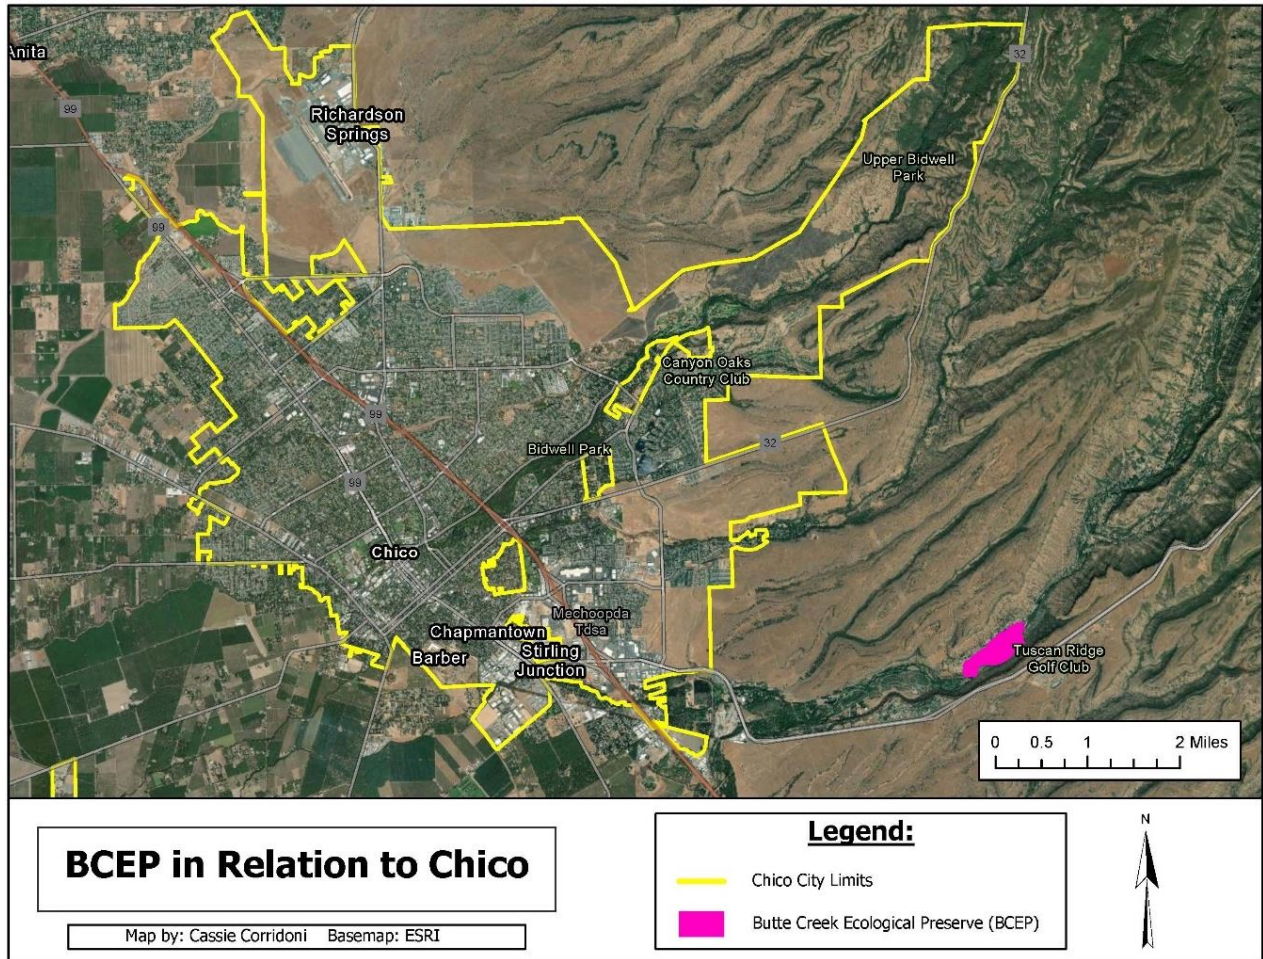 Anita
99
32
Richardson
Springs
Upper Bidwell
Park
99
Canyon Oaks
Country Club
99
32
Bidwell Park
99
Chico
Mechoopda
Tdsa
Chapmantown
Stirling
Junction
Barber
Tuscan Ridge
Golf Club
0 0.5 1 2 Miles
BCEP in Relation to Chico
Map by: Cassie Corridoni Basemap: ESRI
Legend:
Chico City Limits
Butte Creek Ecological Preserve (BCEP)
N